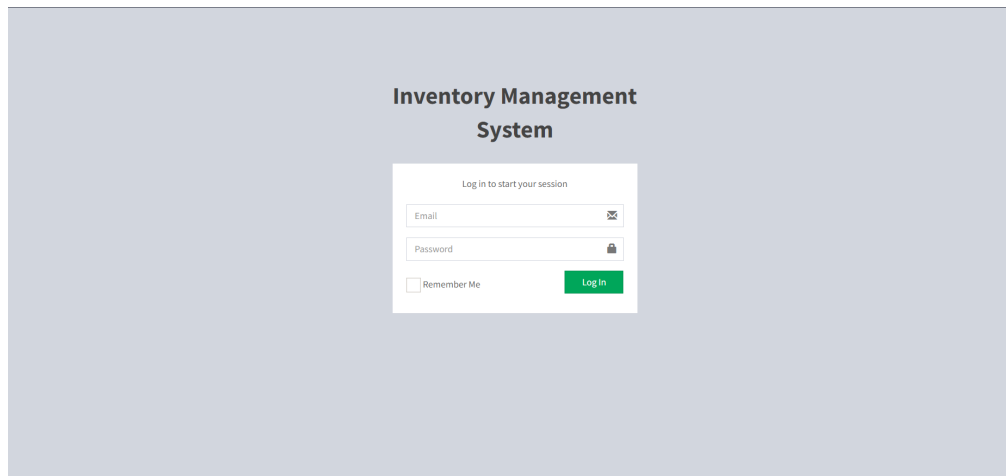 Inventory Management
System
Log in to start your session
Email
Password
Remember Me
Log In